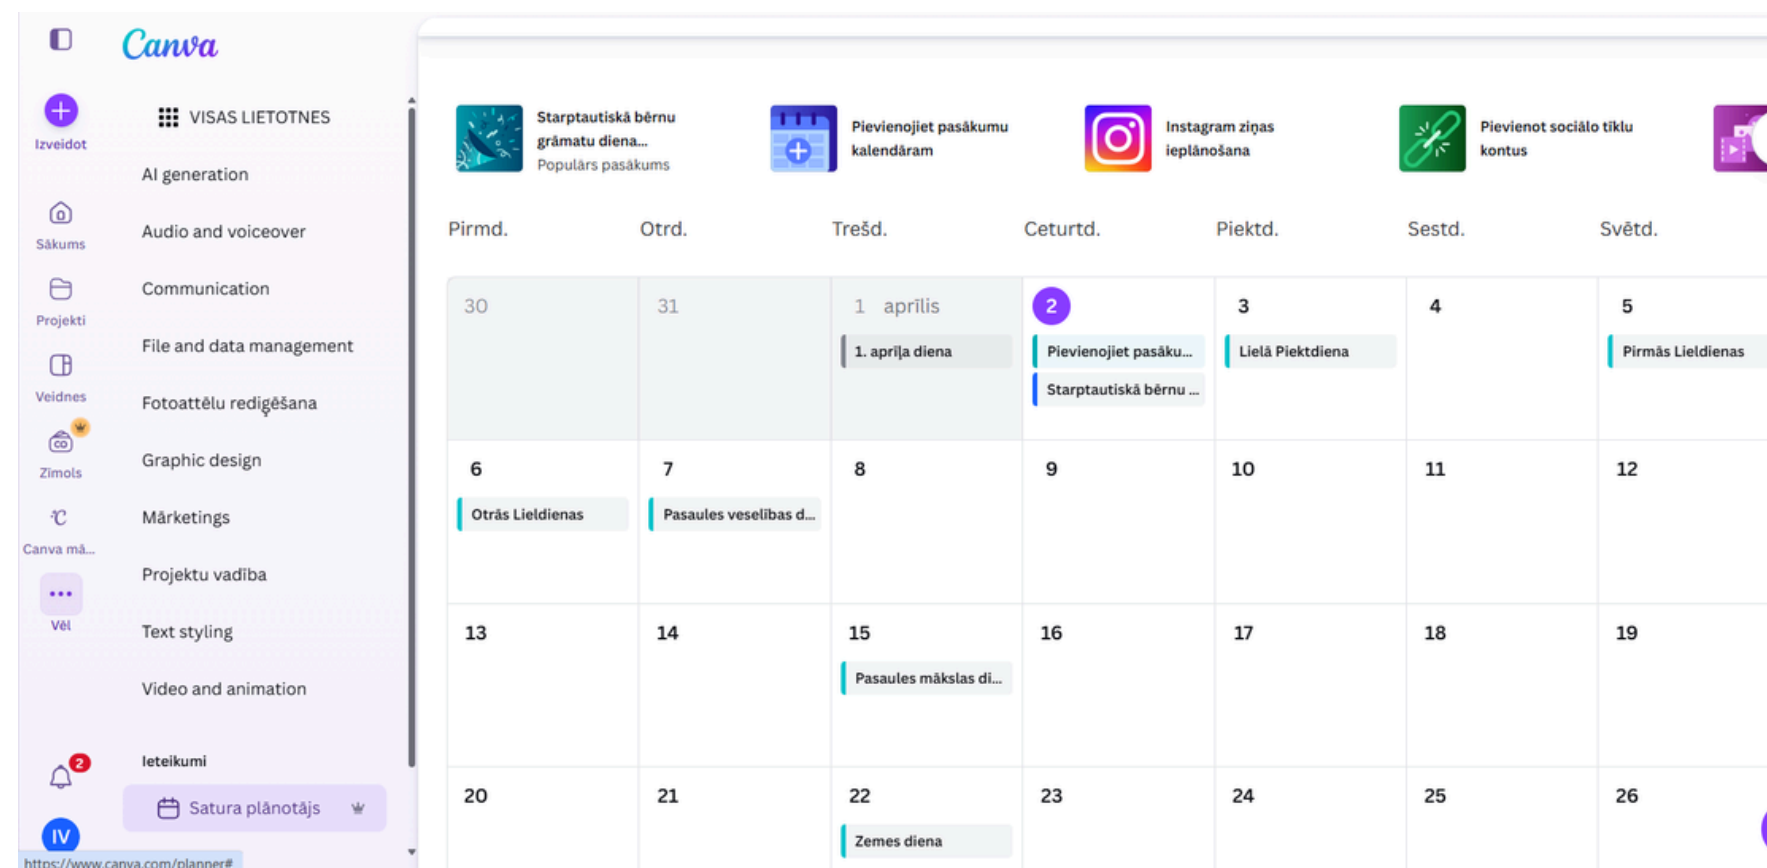 Canva
Izveidot
Sākums
Projekti
Veidnes
CO
Zīmols
Canva mā...
Vēl
2
IV
https://www.canva.com/planner#
VISAS LIETOTNES
AI generation
Audio and voiceover
Communication
File and data management
Fotoattēlu rediģēšana
Graphic design
Mārketings
Projektu vadība
Text styling
Video and animation
Ieteikumi
Satura plānotājs
Starptautiskā bērnu
grāmatu diena...
Populārs pasākums
Pievienojiet pasākumu
kalendāram
Instagram ziņas
ieplānošana
Pievienot sociālo tīklu
kontus
Pirmd. Otrd. Trešd. Ceturtd. Piektd. Sestd. Svētd.
30 31 1 aprīlis 2 3 4 5
1. aprīļa diena Pievienojiet pasāku... Lielā Piektdiena Pirmās Lieldienas
Starptautiskā bērnu ...
6 7 8 9 10 11 12
Otrās Lieldienas Pasaules veselības d...
13 14 15 16 17 18 19
Pasaules mākslas di...
20 21 22 23 24 25 26
Zemes diena